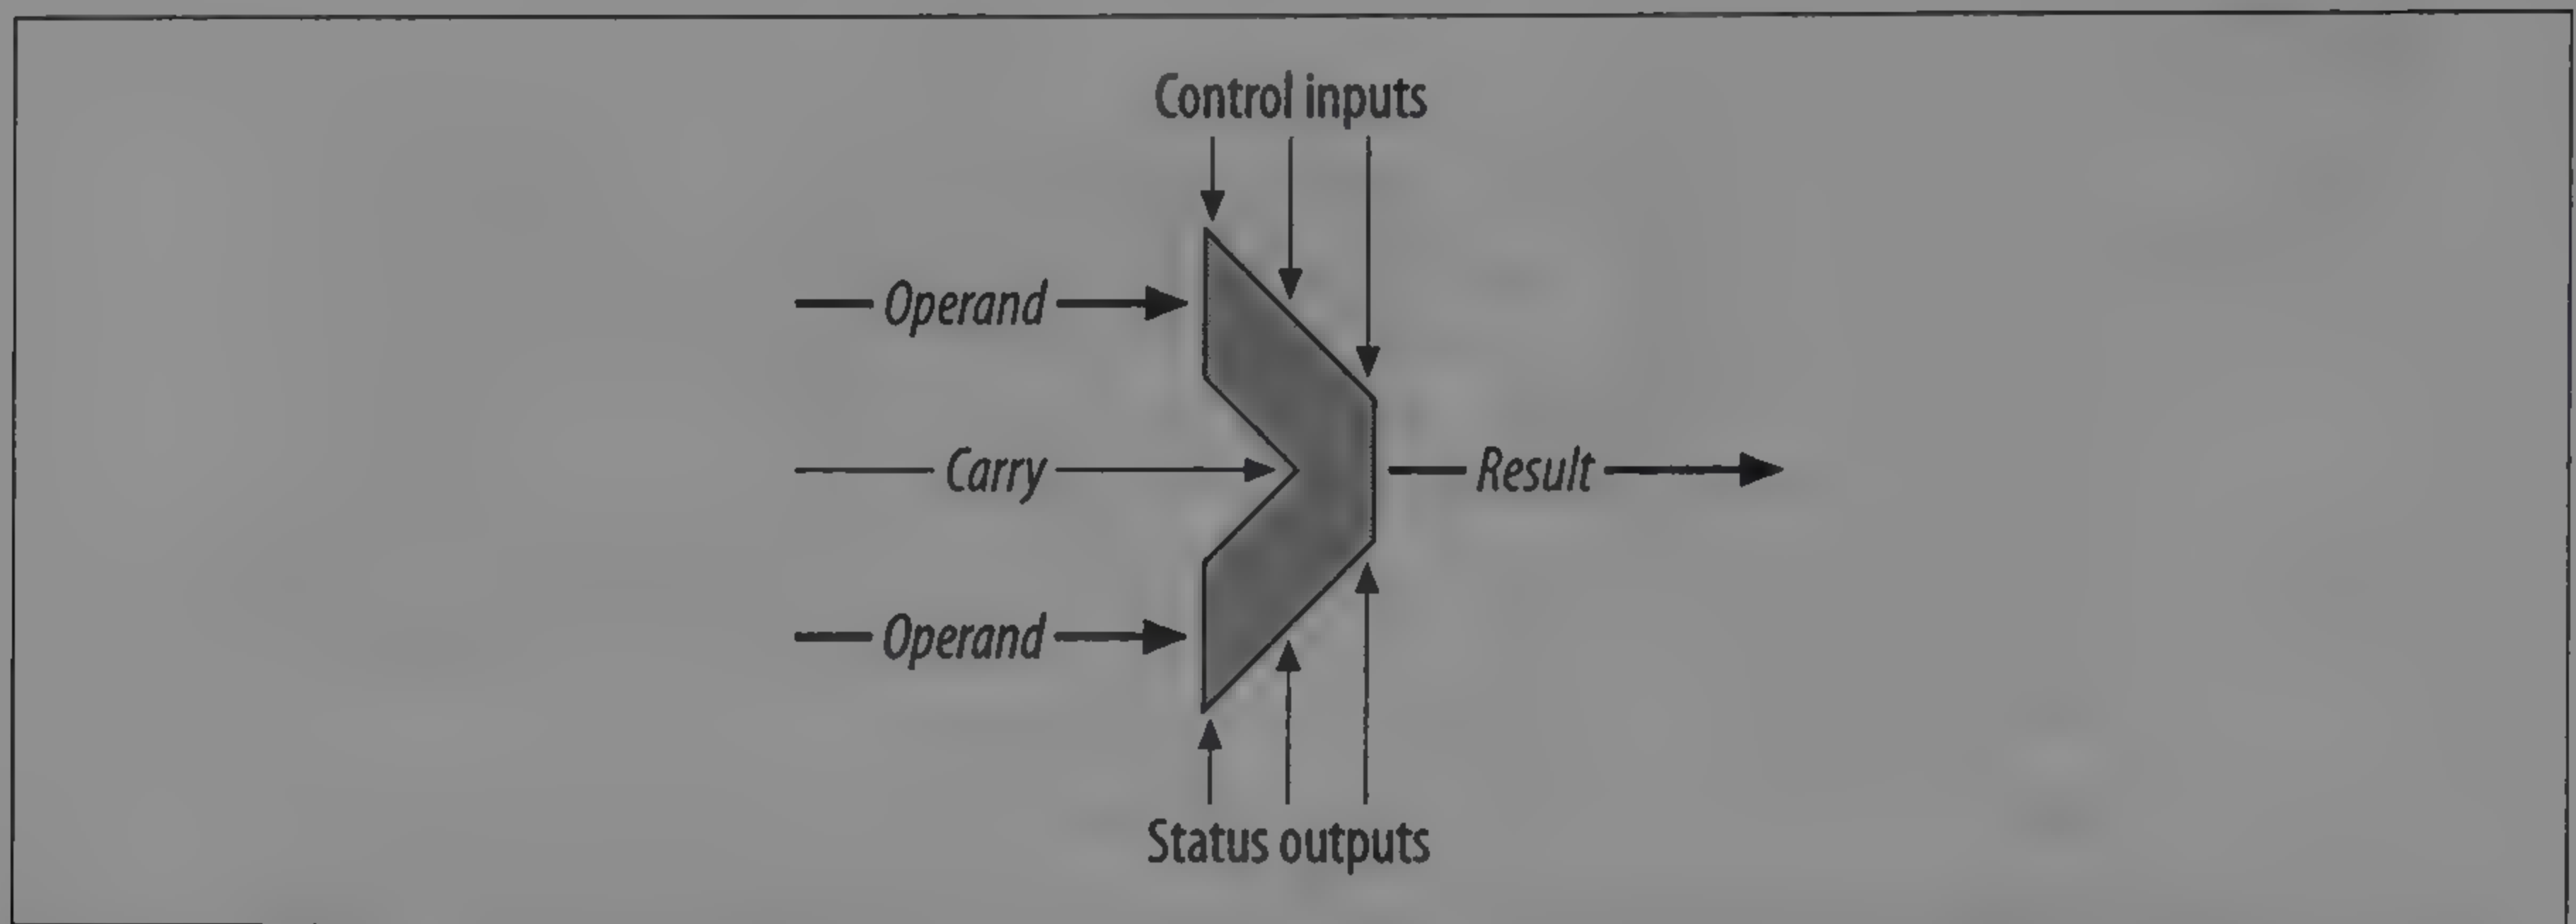 Control inputs
Operand
Carry
Result
Operand
Status outputs